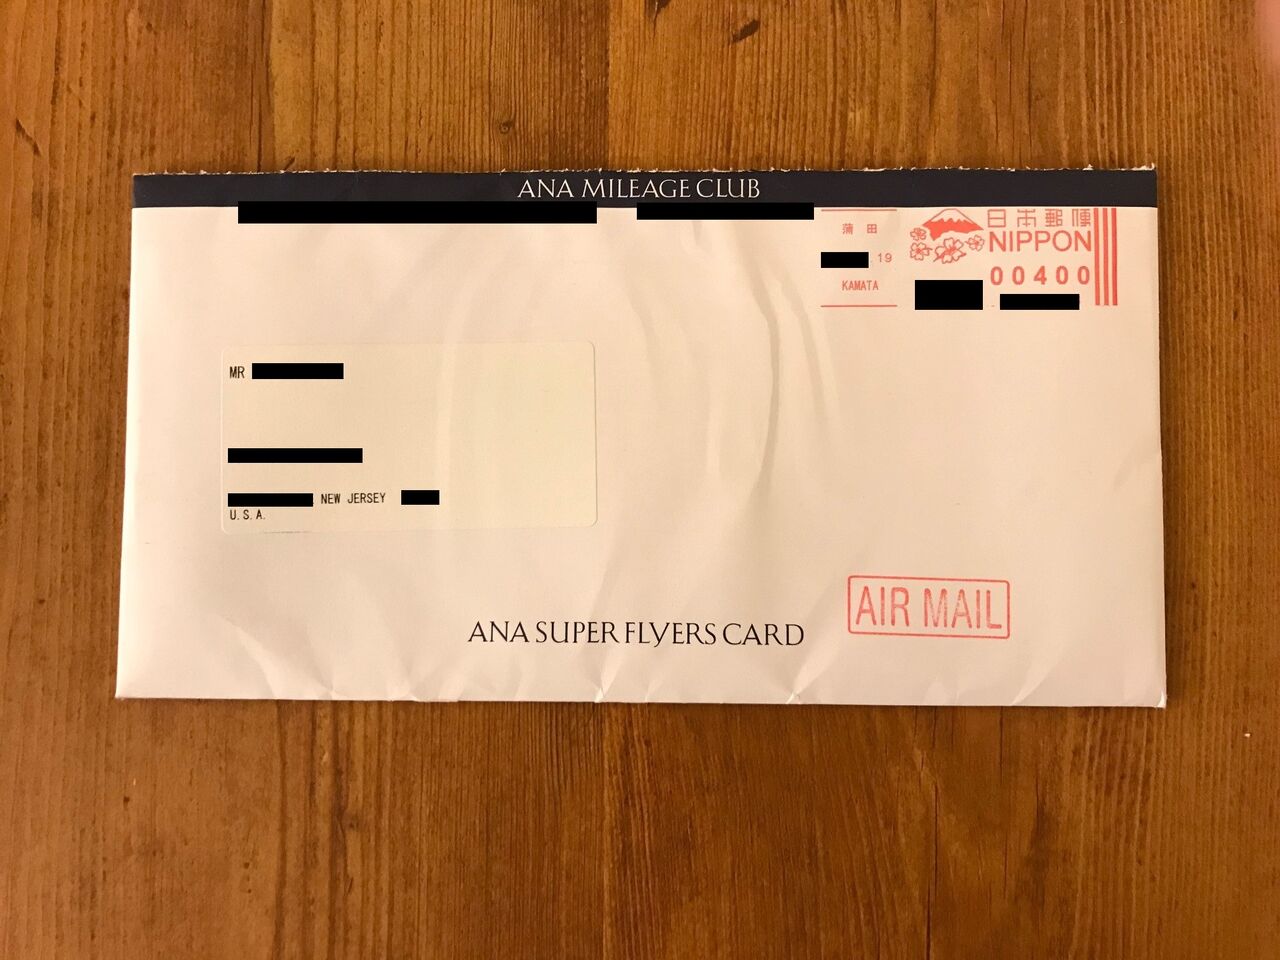 ANA MILEAGE CLUB
蒲 田
19
KAMATA
日本郵便
NIPPON
00400
MR
NEW JERSEY
U.S.A.
AIR MAIL
ANA SUPER FLYERS CARD